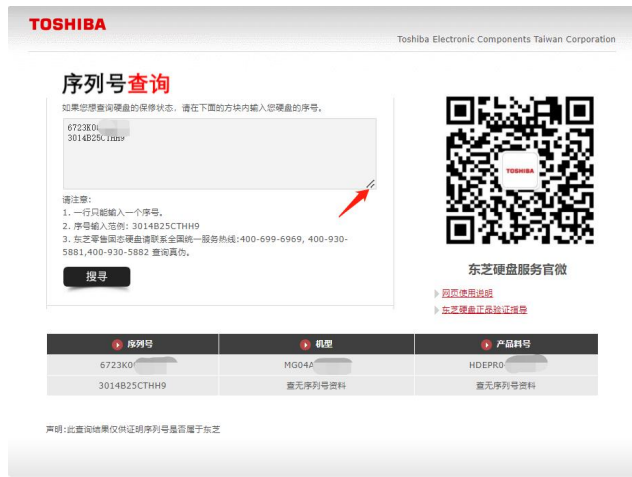 TOSHIBA
Toshiba Electronic Components Taiwan Corporation
序列号查询
如果您想查询硬盘的保修状态, 请在下面的方块内输入您硬盘的序号。
6723K0
3014B25CTHH9
请注意:
1. 一行只能输入一个序号。
2. 序号输入范例: 3014B25CTHH9
3. 东芝零售固态硬盘请联系全国统一服务热线:400-699-6969, 400-930-
5881,400-930-5882 查询真伪。
搜寻
TOSHIBA
东芝硬盘服务官微
网页使用说明
东芝硬盘正品验证指导
序列号 机型 产品料号
6723K0 MG04A HDEPR0
3014B25CTHH9 查无序列号资料 查无序列号资料
声明:此查询结果仅供证明序列号是否属于东芝